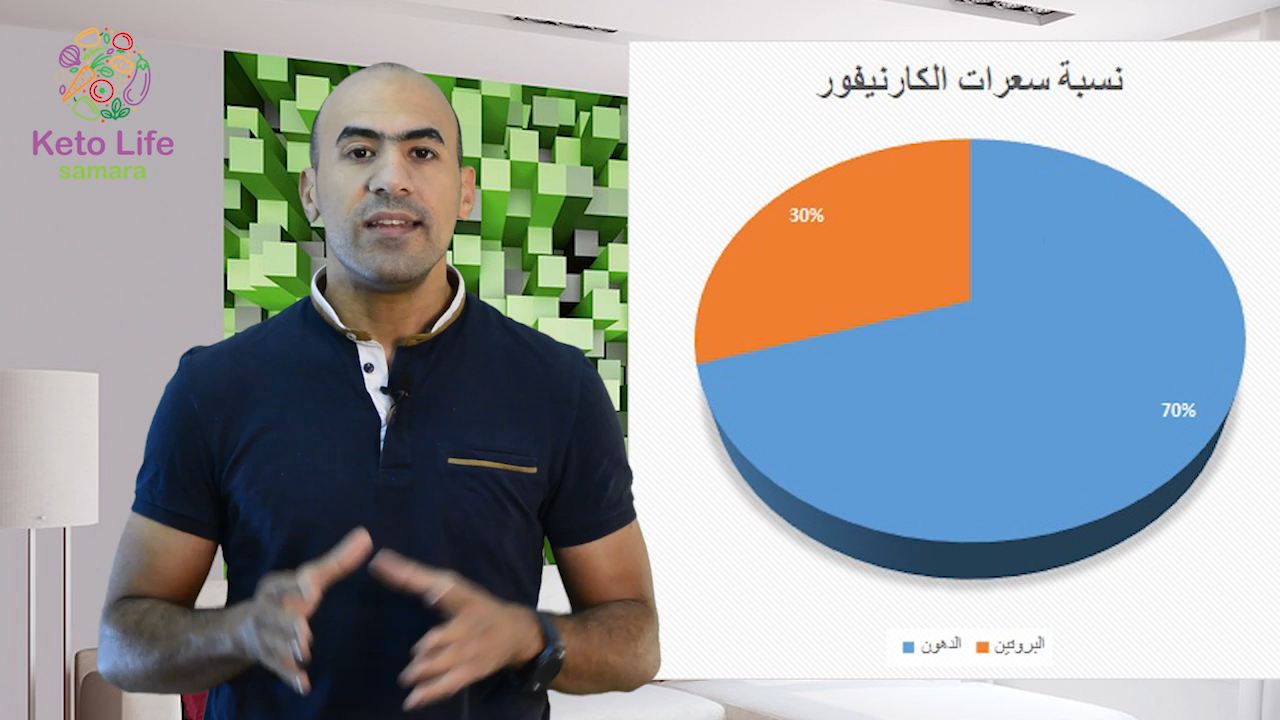 Keto Life
samara
نسبة سعرات الكارنيفور
30%
70%
الدهون
البروتين